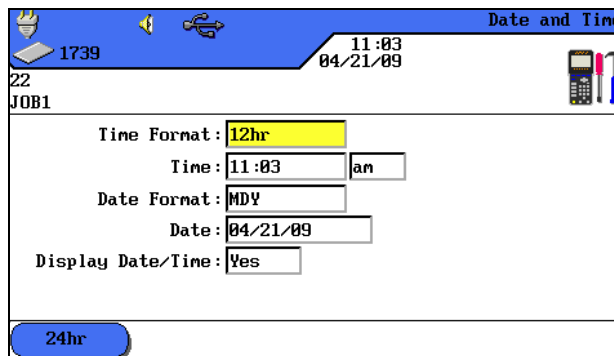 Date and Time
1739
11:03
04/21/09
22
JOB1
Time Format: 12hr
Time: 11:03 am
Date Format: MDY
Date: 04/21/09
Display Date/Time: Yes
24hr